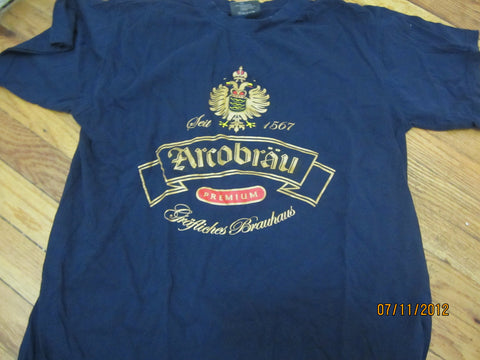 Seit 1567
Arcobräu
PREMIUM
Gräfliches Brauhaus
07/11/2012